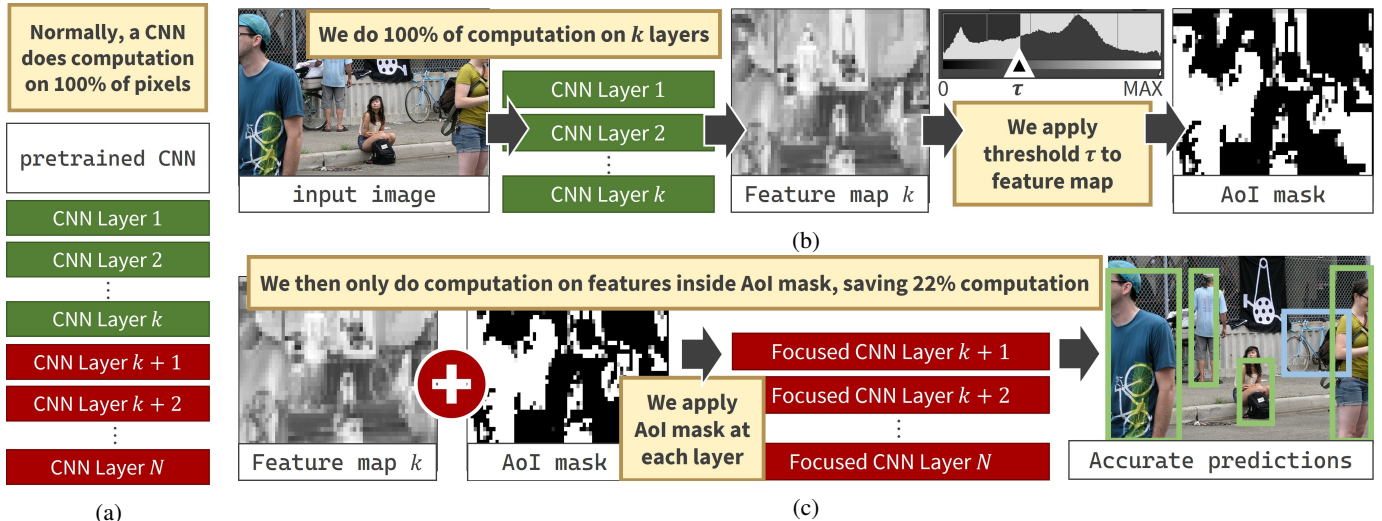 Normally, a CNN
does computation
on 100% of pixels
pretrained CNN
CNN Layer 1
CNN Layer 2
⋮
CNN Layer k
CNN Layer k + 1
CNN Layer k + 2
⋮
CNN Layer N
(a)
We do 100% of computation on k layers
input image
CNN Layer 1
CNN Layer 2
⋮
CNN Layer k
Feature map k
0 τ MAX
We apply
threshold τ to
feature map
AoI mask
(b)
We then only do computation on features inside AoI mask, saving 22% computation
Feature map k
AoI mask
We apply
AoI mask at
each layer
Focused CNN Layer k + 1
Focused CNN Layer k + 2
⋮
Focused CNN Layer N
Accurate predictions
(c)